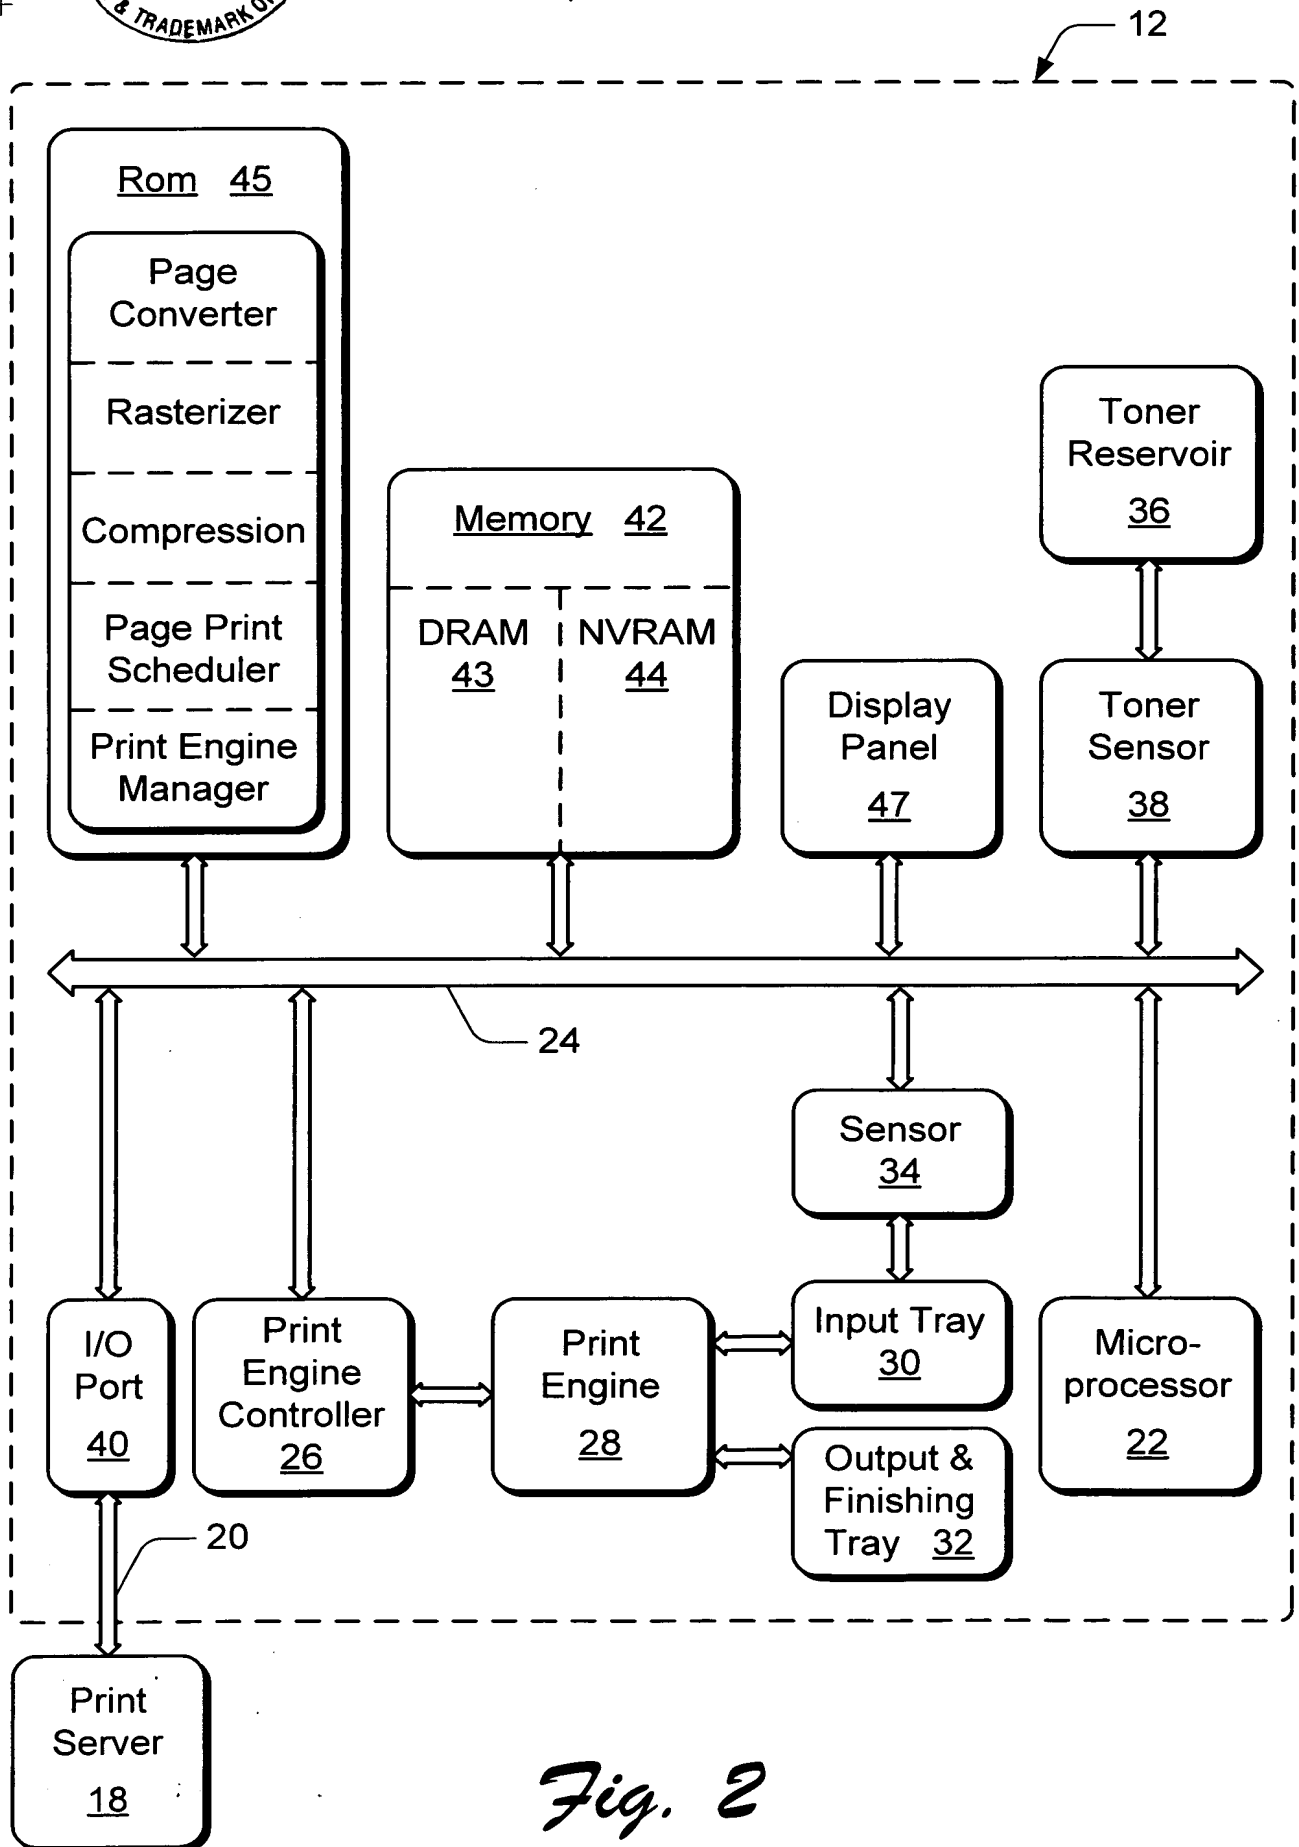 & TRADEMARK
12
Rom 45
Page
Converter
Rasterizer
Compression
Page Print
Scheduler
Print Engine
Manager
Memory 42
DRAM
43
NVRAM
44
Display
Panel
47
Toner
Reservoir
36
Toner
Sensor
38
24
Sensor
34
I/O
Port
40
Print
Engine
Controller
26
Print
Engine
28
Input Tray
30
Output &
Finishing
Tray 32
Micro-
processor
22
20
Print
Server
18
Fig. 2